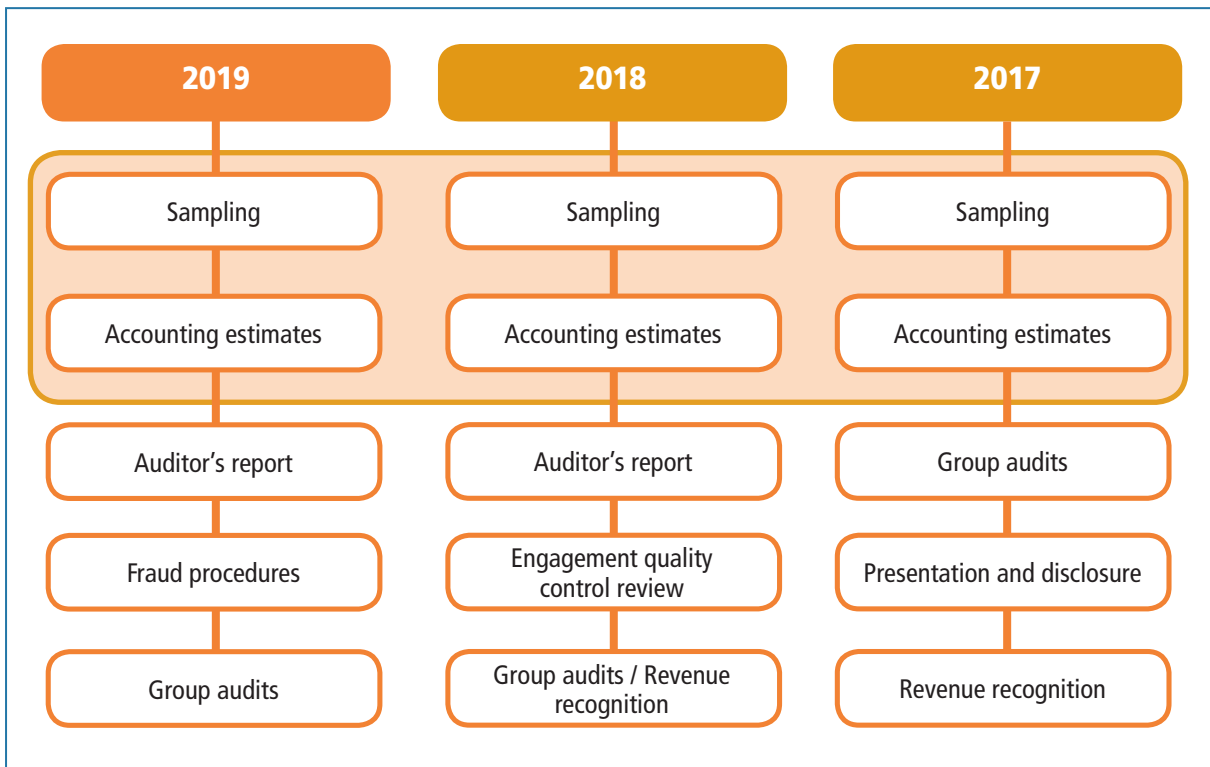 2019
2018
2017
Sampling
Sampling
Sampling
Accounting estimates
Accounting estimates
Accounting estimates
Auditor’s report
Auditor’s report
Group audits
Fraud procedures
Engagement quality
control review
Presentation and disclosure
Group audits
Group audits / Revenue
recognition
Revenue recognition